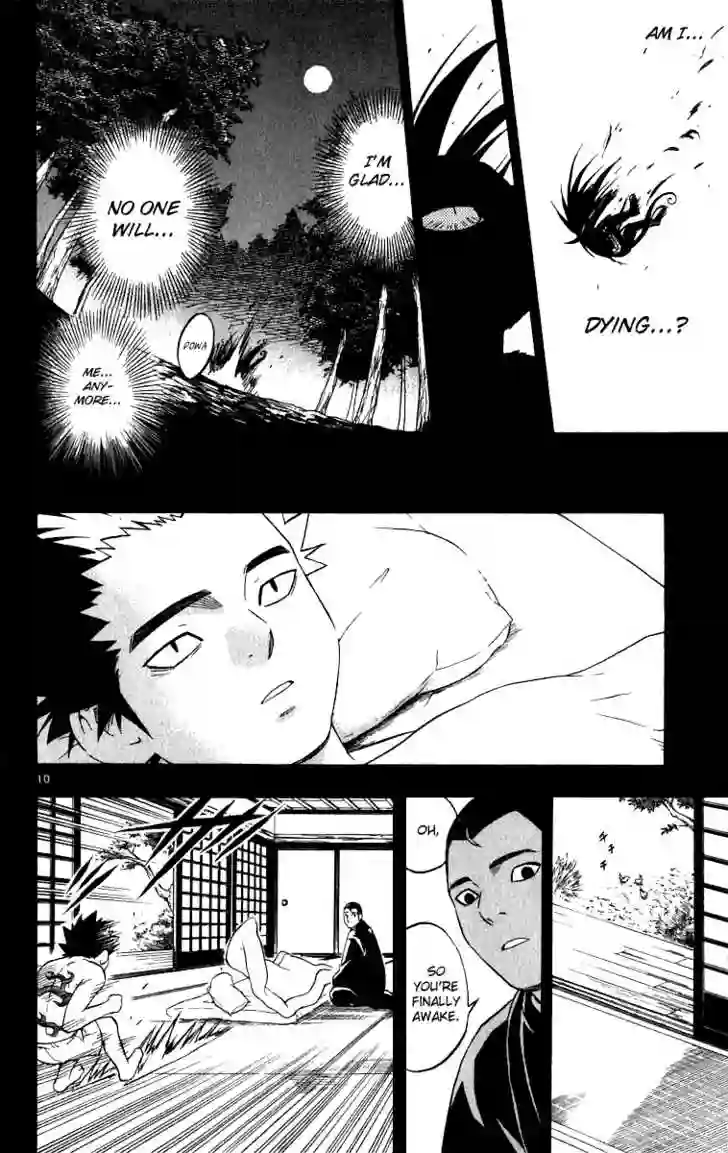 AM I...
DYING...?
I'M
GLAD...
NO ONE
WILL...
DOWA
ME...
ANY-
MORE...
10
OH,
SO
YOU'RE
FINALLY
AWAKE.